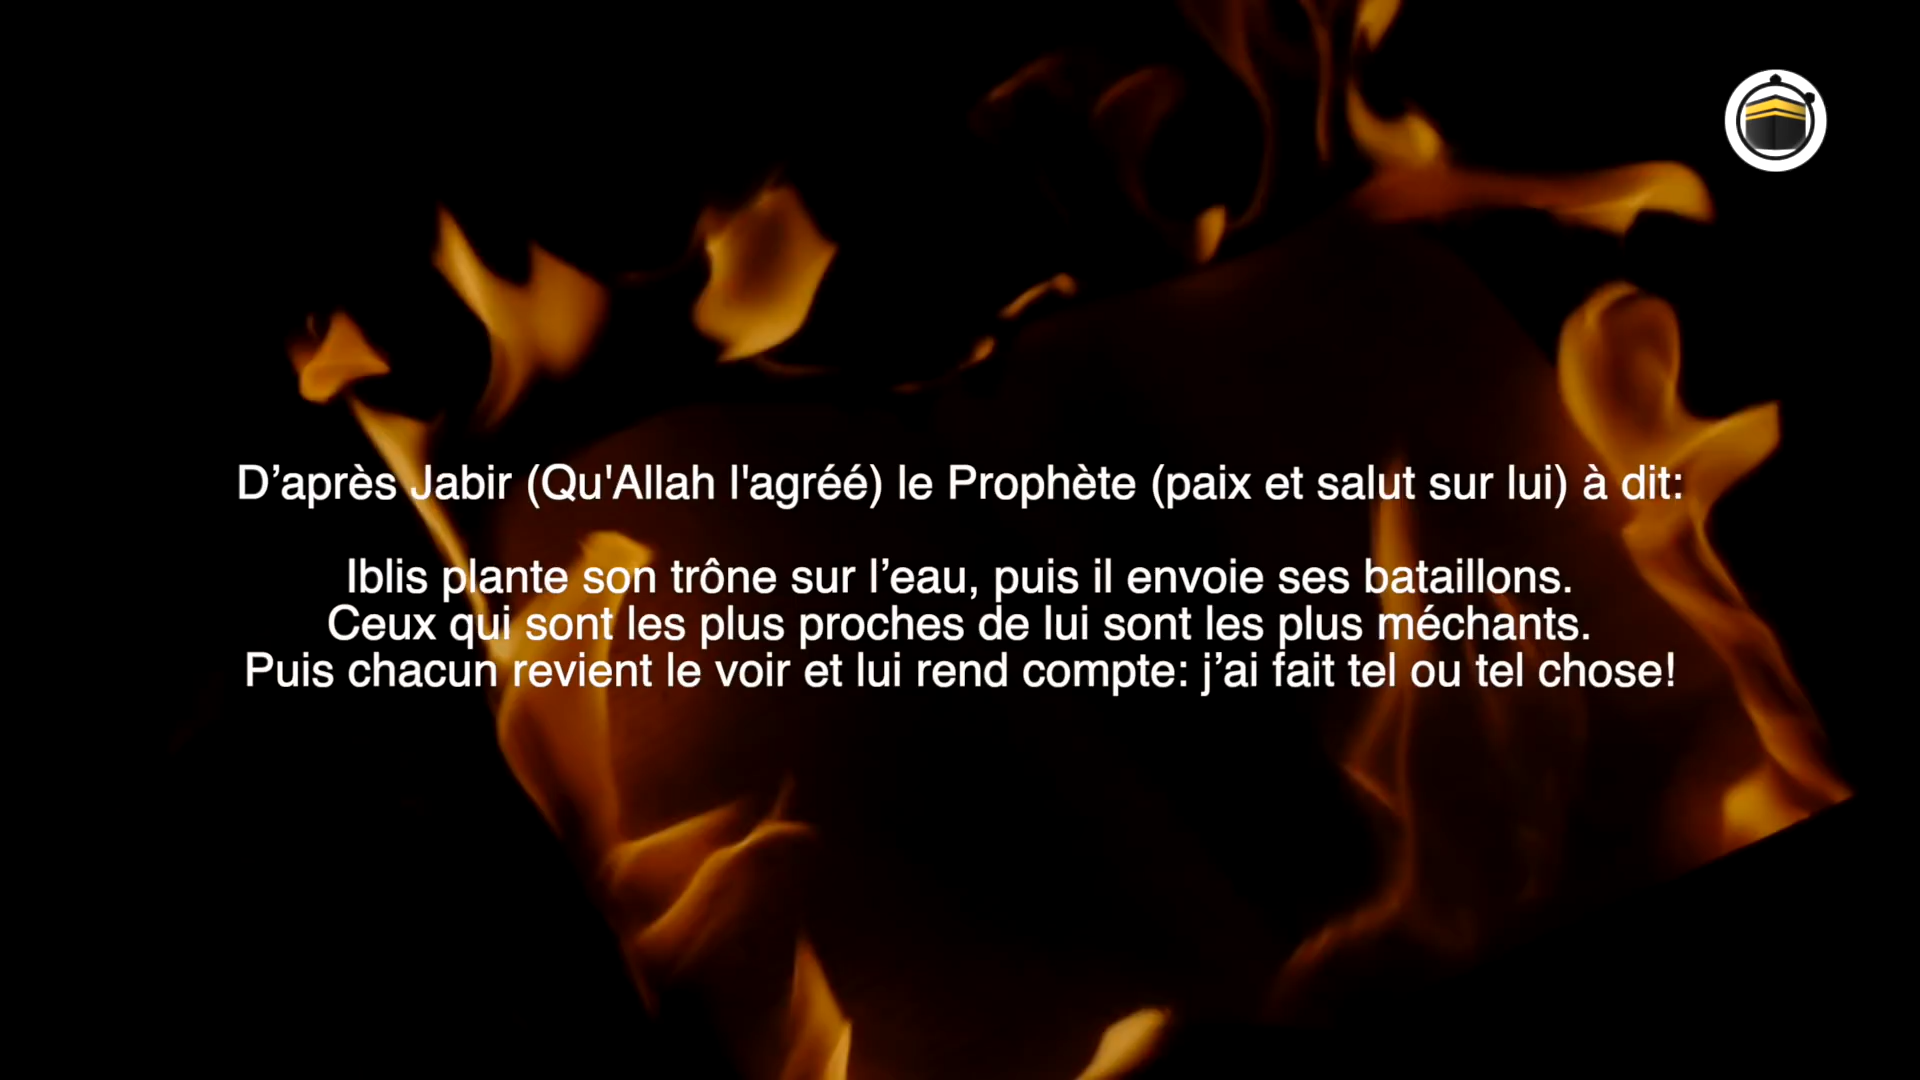 D’après Jabir (Qu'Allah l'agréé) le Prophète (paix et salut sur lui) à dit:
Iblis plante son trône sur l’eau, puis il envoie ses bataillons.
Ceux qui sont les plus proches de lui sont les plus méchants.
Puis chacun revient le voir et lui rend compte: j’ai fait tel ou tel chose!